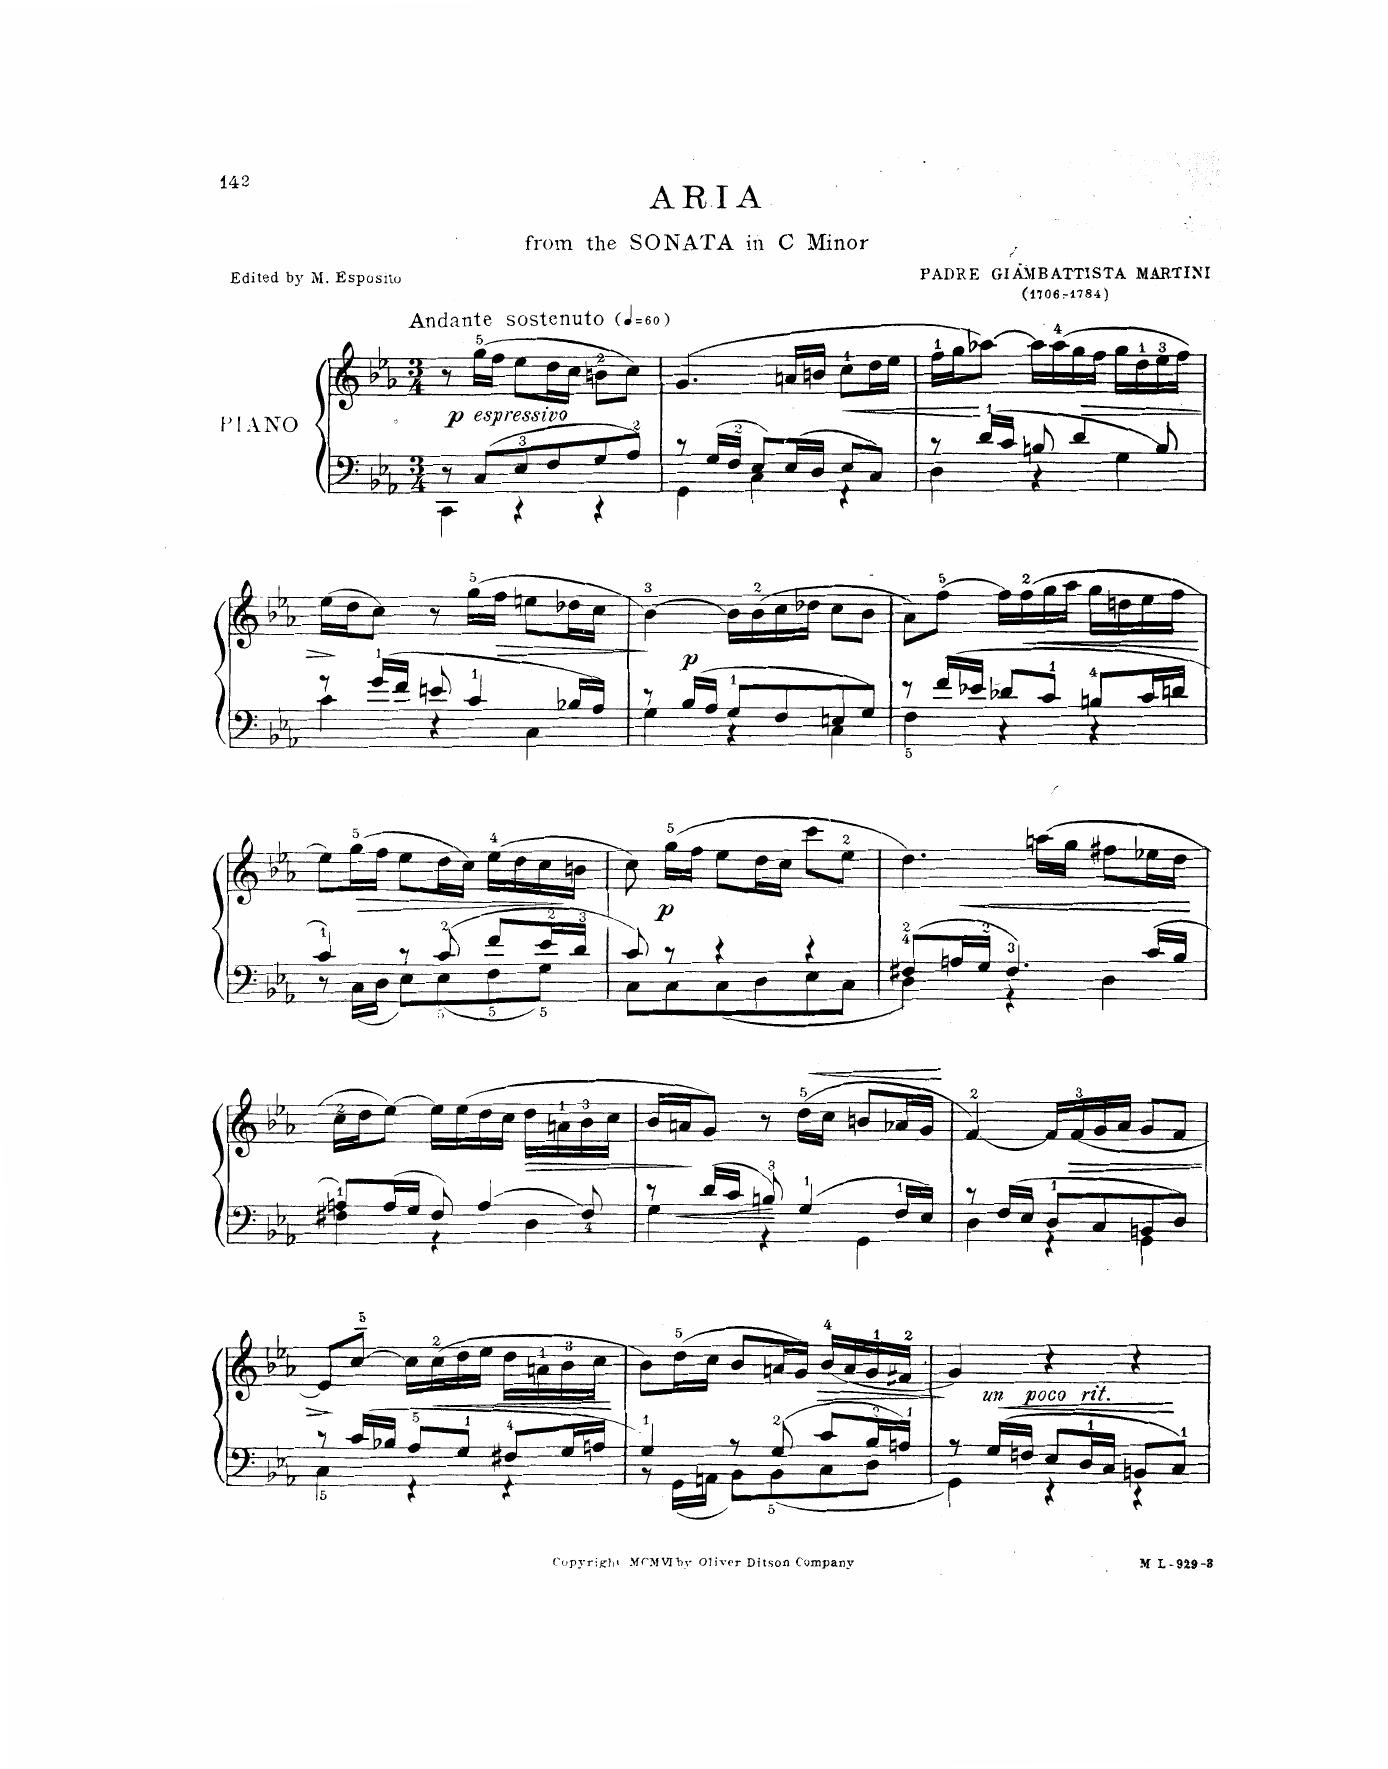 142
ARIA
from the SONATA in C Minor
Edited by M. Esposito
PADRE GIAMBATTISTA MARTINI
(1706-1784)
Andante sostenuto (♩=60)
PIANO
p espressivo
p
p
un poco rit.
Copyright MCMVI by Oliver Ditson Company
M L-929-3